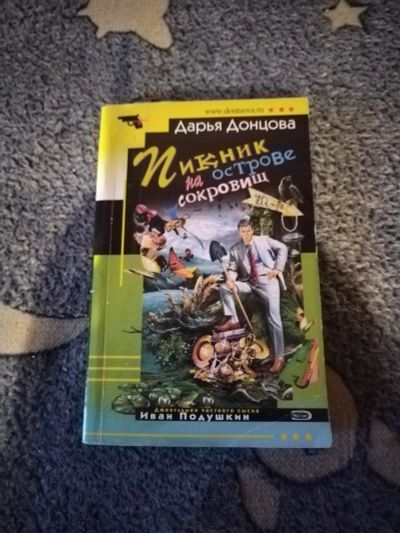 www.dontsova.ru
Дарья Донцова
Пикник
на острове
сокровищ
Джентльмен частного сыска
Иван Подушкин